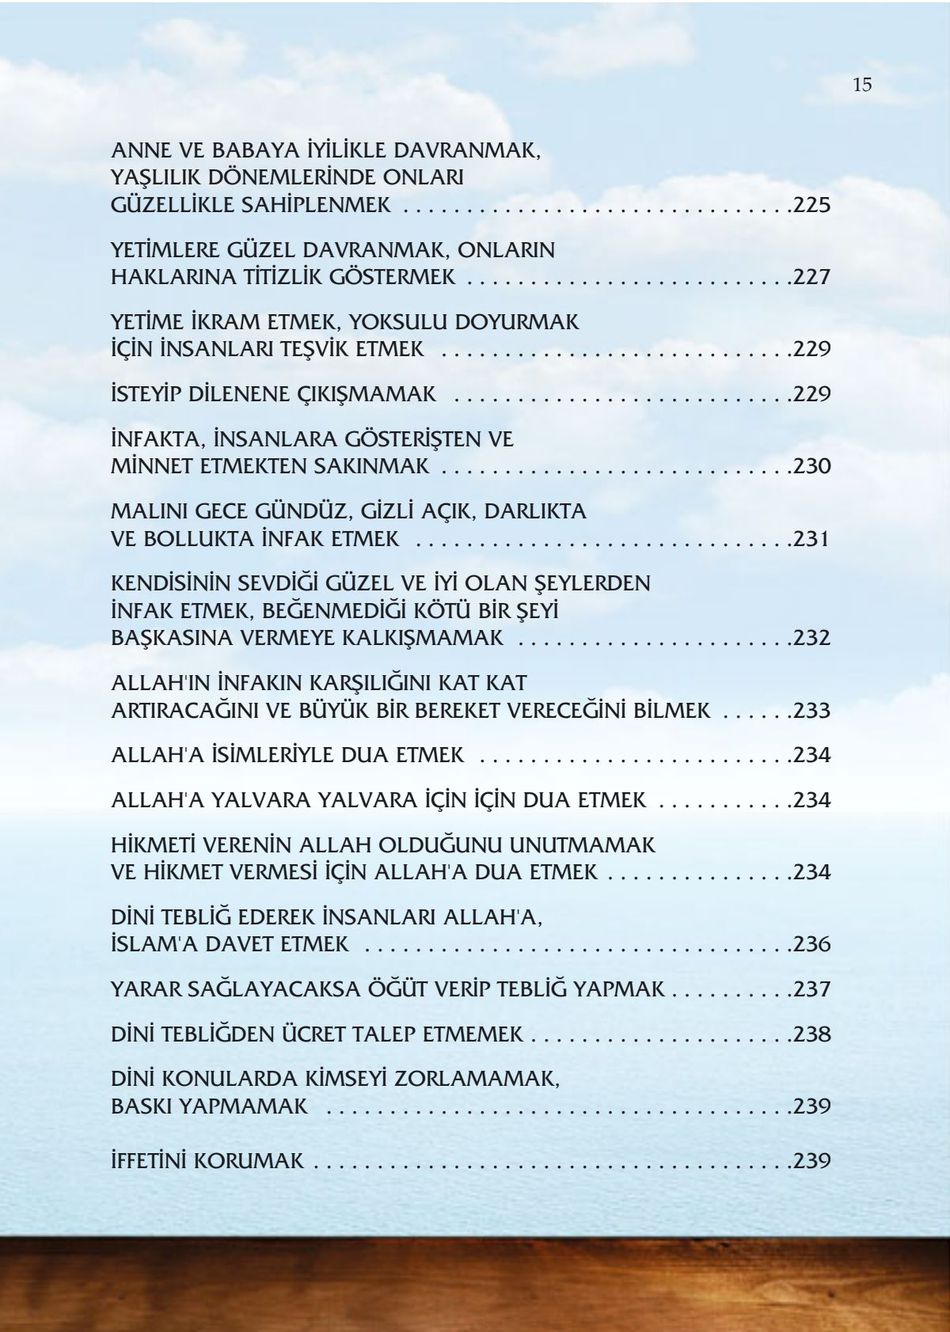 15
ANNE VE BABAYA İYİLİKLE DAVRANMAK,
YAŞLILIK DÖNEMLERİNDE ONLARI
GÜZELLİKLE SAHİPLENMEK . . . . . . . . . . . . . . . . . . . . . . . . . . . . . . .225
YETİMLERE GÜZEL DAVRANMAK, ONLARIN
HAKLARINA TİTİZLİK GÖSTERMEK . . . . . . . . . . . . . . . . . . . . . . . . . .227
YETİME İKRAM ETMEK, YOKSULU DOYURMAK
İÇİN İNSANLARI TEŞVİK ETMEK . . . . . . . . . . . . . . . . . . . . . . . . . . . .229
İSTEYİP DİLENENE ÇIKIŞMAMAK . . . . . . . . . . . . . . . . . . . . . . . . . . .229
İNFAKTA, İNSANLARA GÖSTERİŞTEN VE
MİNNET ETMEKTEN SAKINMAK . . . . . . . . . . . . . . . . . . . . . . . . . . . .230
MALINI GECE GÜNDÜZ, GİZLİ AÇIK, DARLIKTA
VE BOLLUKTA İNFAK ETMEK . . . . . . . . . . . . . . . . . . . . . . . . . . . . . .231
KENDİSİNİN SEVDİĞİ GÜZEL VE İYİ OLAN ŞEYLERDEN
İNFAK ETMEK, BEĞENMEDİĞİ KÖTÜ BİR ŞEYİ
BAŞKASINA VERMEYE KALKIŞMAMAK . . . . . . . . . . . . . . . . . . . . . .232
ALLAH'IN İNFAKIN KARŞILIĞINI KAT KAT
ARTIRACAĞINI VE BÜYÜK BİR BEREKET VERECEĞİNİ BİLMEK . . . . . .233
ALLAH'A İSİMLERİYLE DUA ETMEK . . . . . . . . . . . . . . . . . . . . . . . . .234
ALLAH'A YALVARA YALVARA İÇİN İÇİN DUA ETMEK . . . . . . . . . . .234
HİKMETİ VERENİN ALLAH OLDUĞUNU UNUTMAMAK
VE HİKMET VERMESİ İÇİN ALLAH'A DUA ETMEK . . . . . . . . . . . . . . .234
DİNİ TEBLİĞ EDEREK İNSANLARI ALLAH'A,
İSLAM'A DAVET ETMEK . . . . . . . . . . . . . . . . . . . . . . . . . . . . . . . . . .236
YARAR SAĞLAYACAKSA ÖĞÜT VERİP TEBLİĞ YAPMAK . . . . . . . . . .237
DİNİ TEBLİĞDEN ÜCRET TALEP ETMEMEK . . . . . . . . . . . . . . . . . . . . .238
DİNİ KONULARDA KİMSEYİ ZORLAMAMAK,
BASKI YAPMAMAK . . . . . . . . . . . . . . . . . . . . . . . . . . . . . . . . . . . . .239
İFFETİNİ KORUMAK . . . . . . . . . . . . . . . . . . . . . . . . . . . . . . . . . . . . . .239